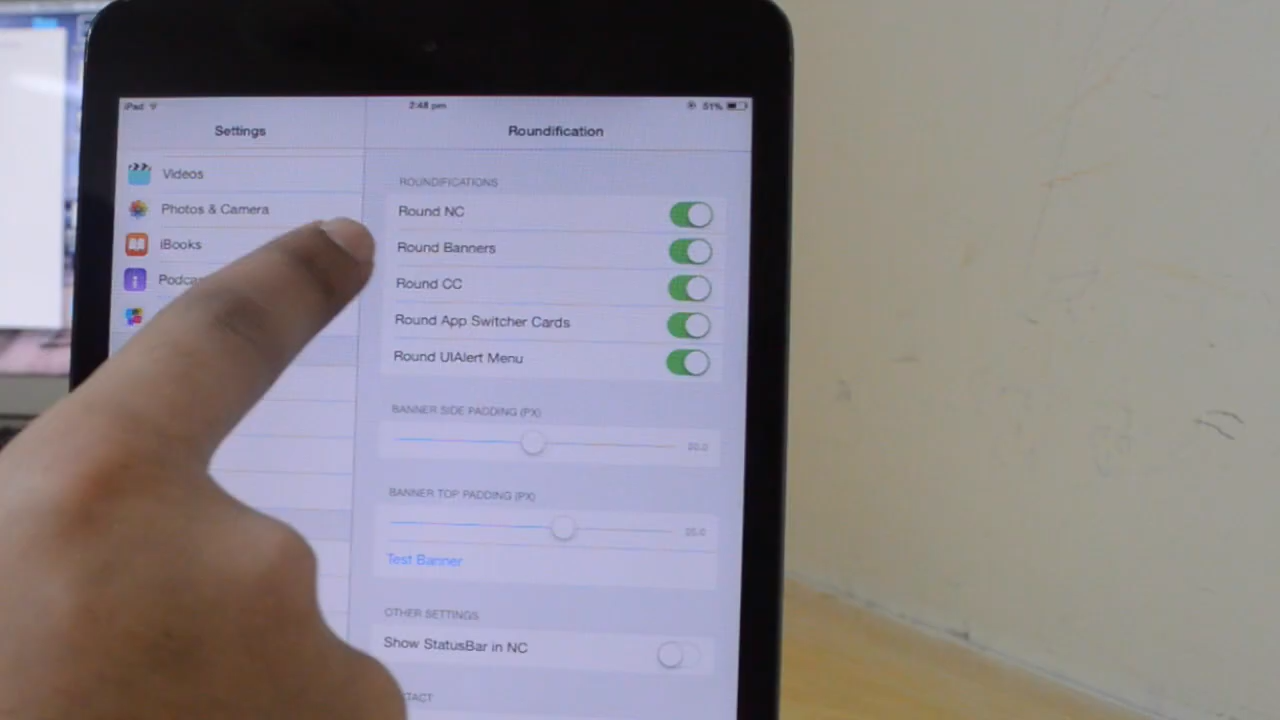 iPad
2:48 pm
51%
Settings
Roundification
Videos
Photos & Camera
iBooks
ROUNDIFICATIONS
Round NC
Round Banners
Round CC
Round App Switcher Cards
Round UIAlert Menu
BANNER SIDE PADDING (PX)
BANNER TOP PADDING (PX)
Test Banner
OTHER SETTINGS
Show StatusBar in NC